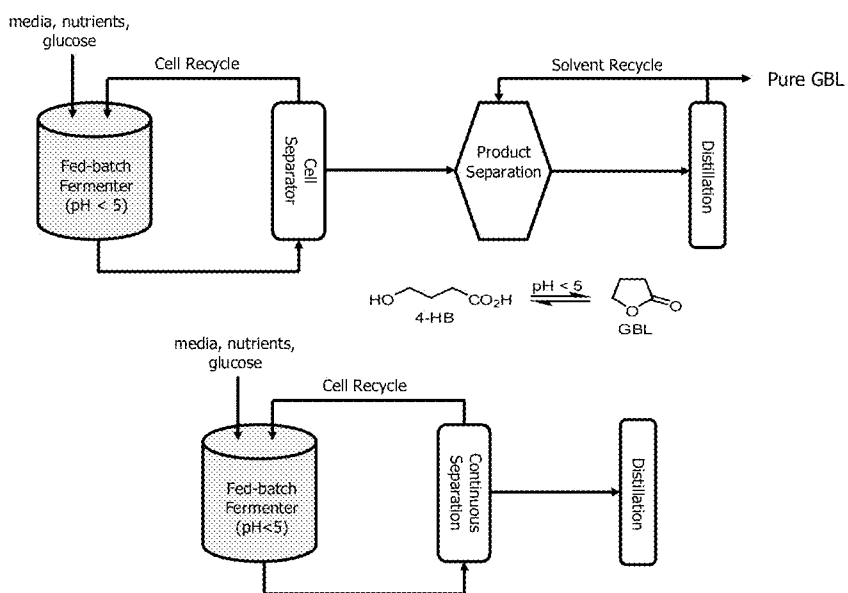 media, nutrients,
glucose
Cell Recycle
Solvent Recycle
Pure GBL
Fed-batch
Fermenter
(pH < 5)
Cell
Separator
Product
Separation
Distillation
HO
CO₂H
4-HB
pH < 5
O
O
GBL
media, nutrients,
glucose
Cell Recycle
Fed-batch
Fermenter
(pH<5)
Continuous
Separation
Distillation